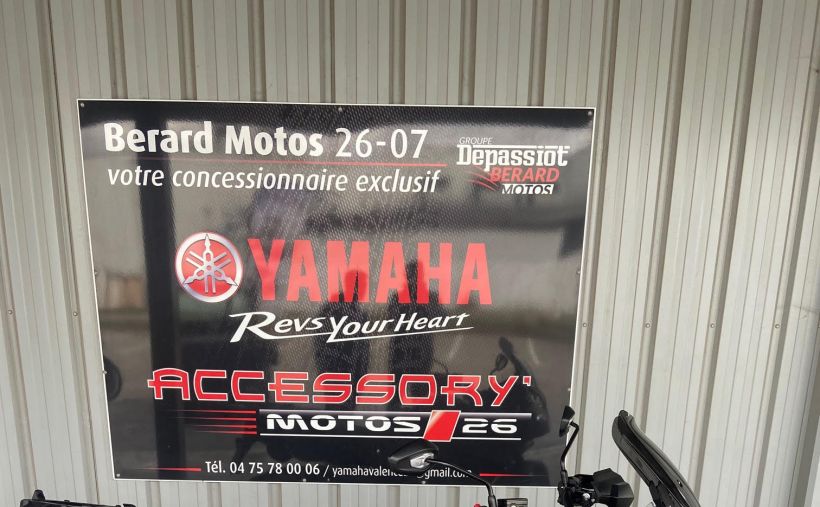 Berard Motos 26-07
votre concessionnaire exclusif
GROUPE
Depassiot
BERARD
MOTOS
YAMAHA
Revs Your Heart
ACCESSORY'
MOTOS 26
Tél. 04 75 78 00 06 /